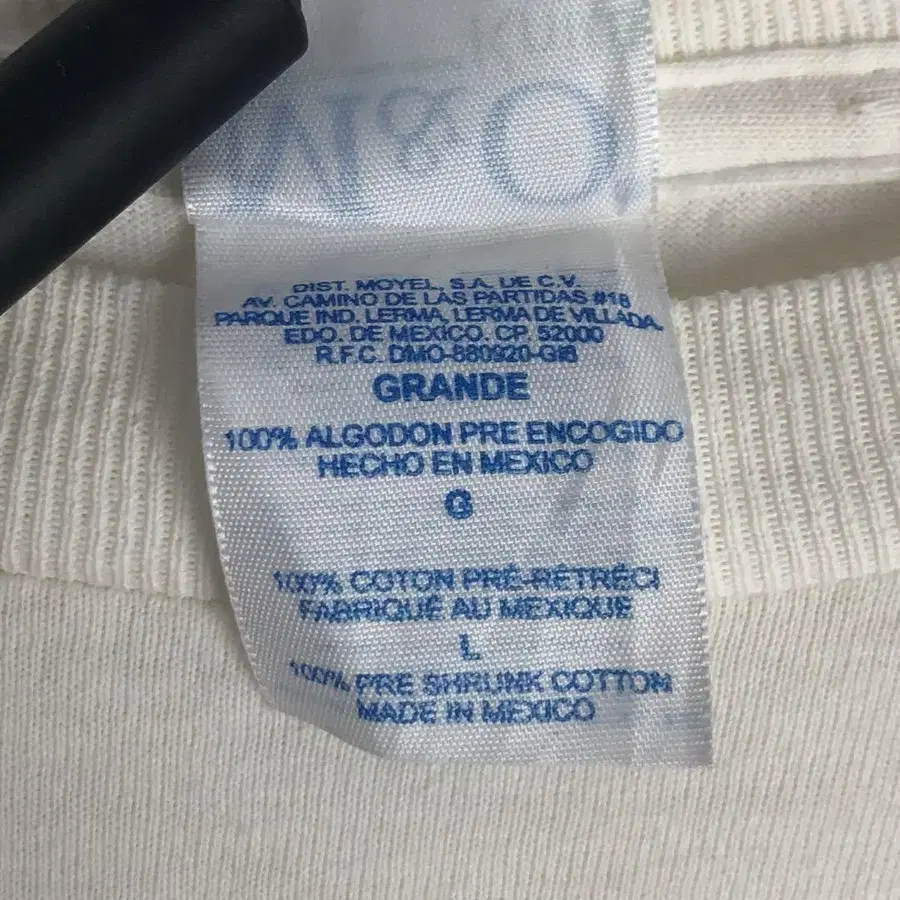 DIST. MOYEL, S.A. DE C.V.
AV. CAMINO DE LAS PARTIDAS #18
PARQUE IND. LERMA, LERMA DE VILLADA
EDO. DE MEXICO. CP. 52000
R.F.C. DMO-880920-GI8
GRANDE
100% ALGODON PRE ENCOGIDO
HECHO EN MEXICO
G
100% COTON PRÉ-RÉTRÉCI
FABRIQUÉ AU MEXIQUE
L
100% PRE SHRUNK COTTON
MADE IN MEXICO